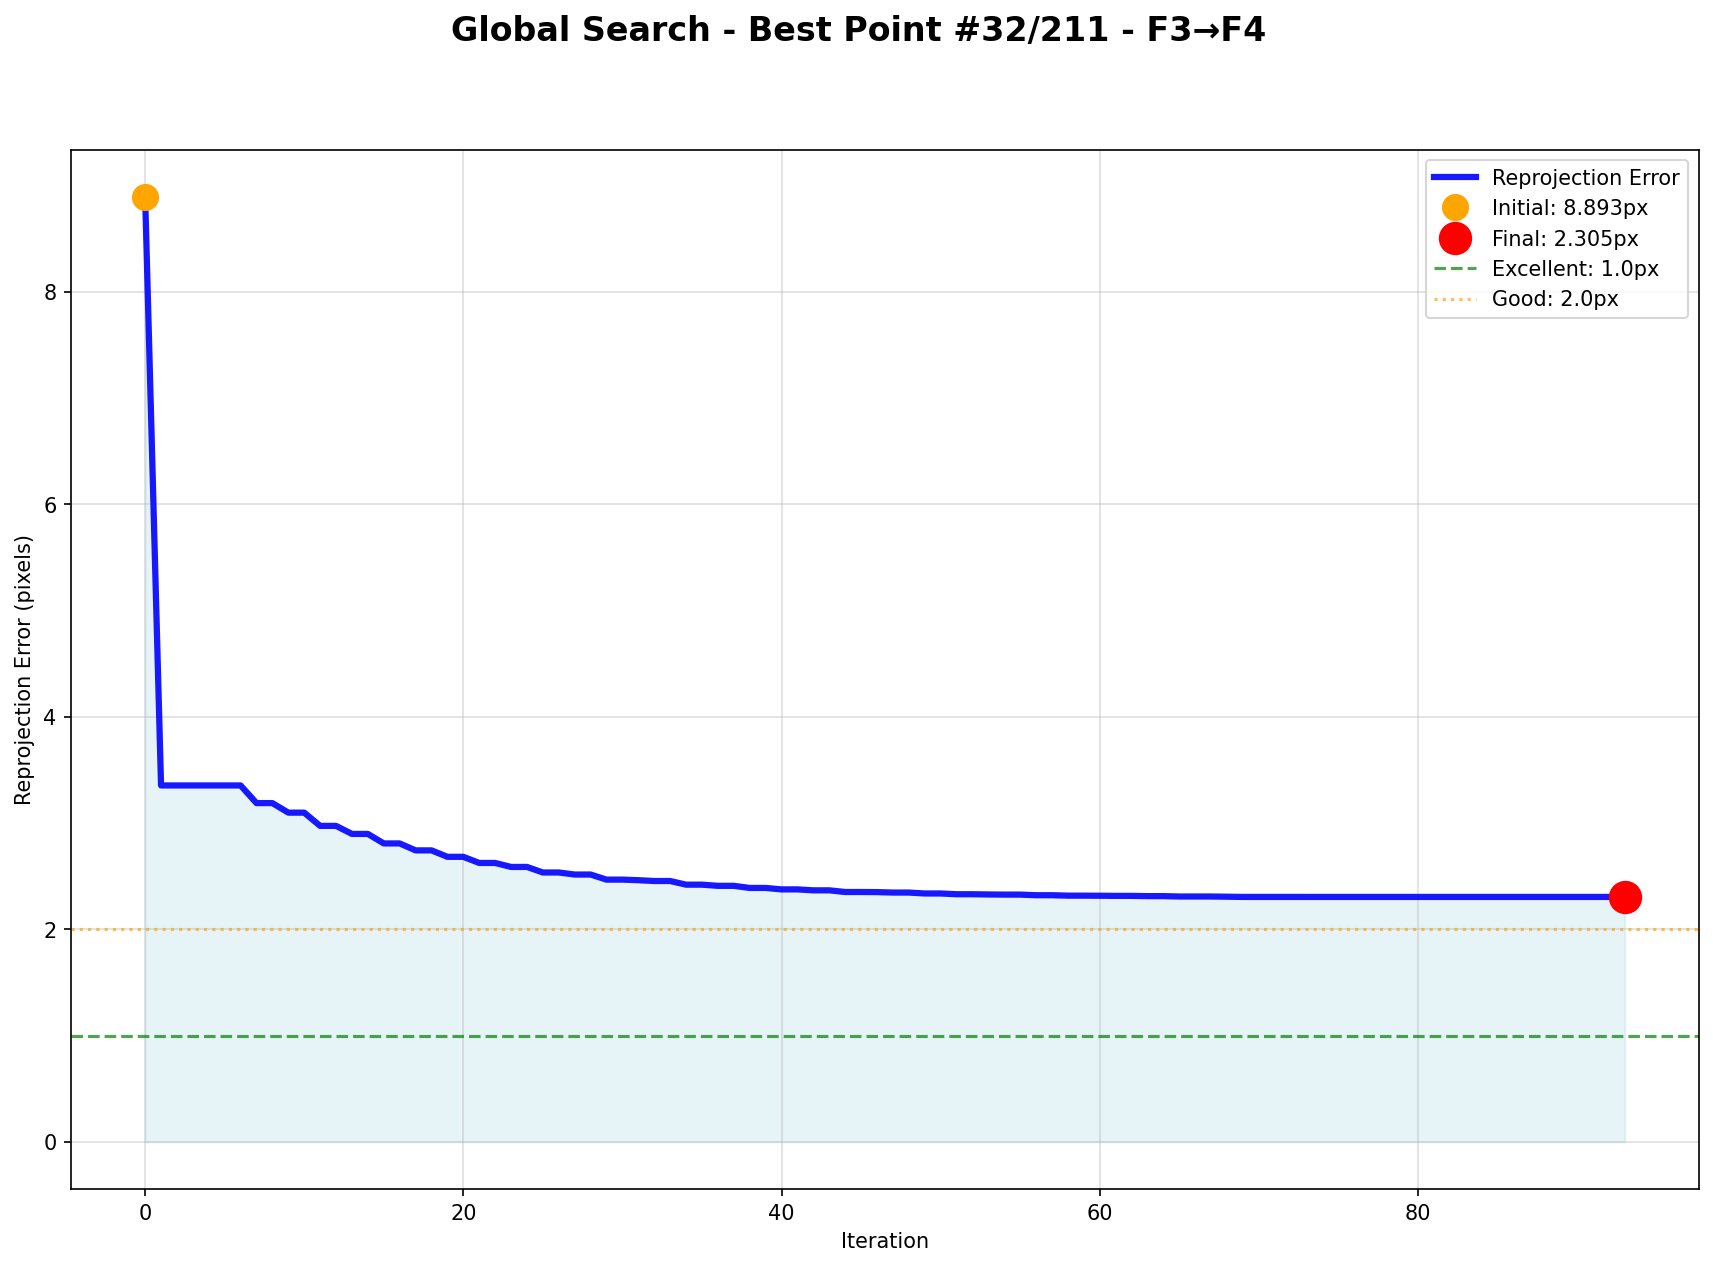 Global Search - Best Point #32/211 - F3→F4
Reprojection Error
Initial: 8.893px
Final: 2.305px
Excellent: 1.0px
Good: 2.0px
Reprojection Error (pixels)
8
6
4
2
0
0 20 40 60 80
Iteration